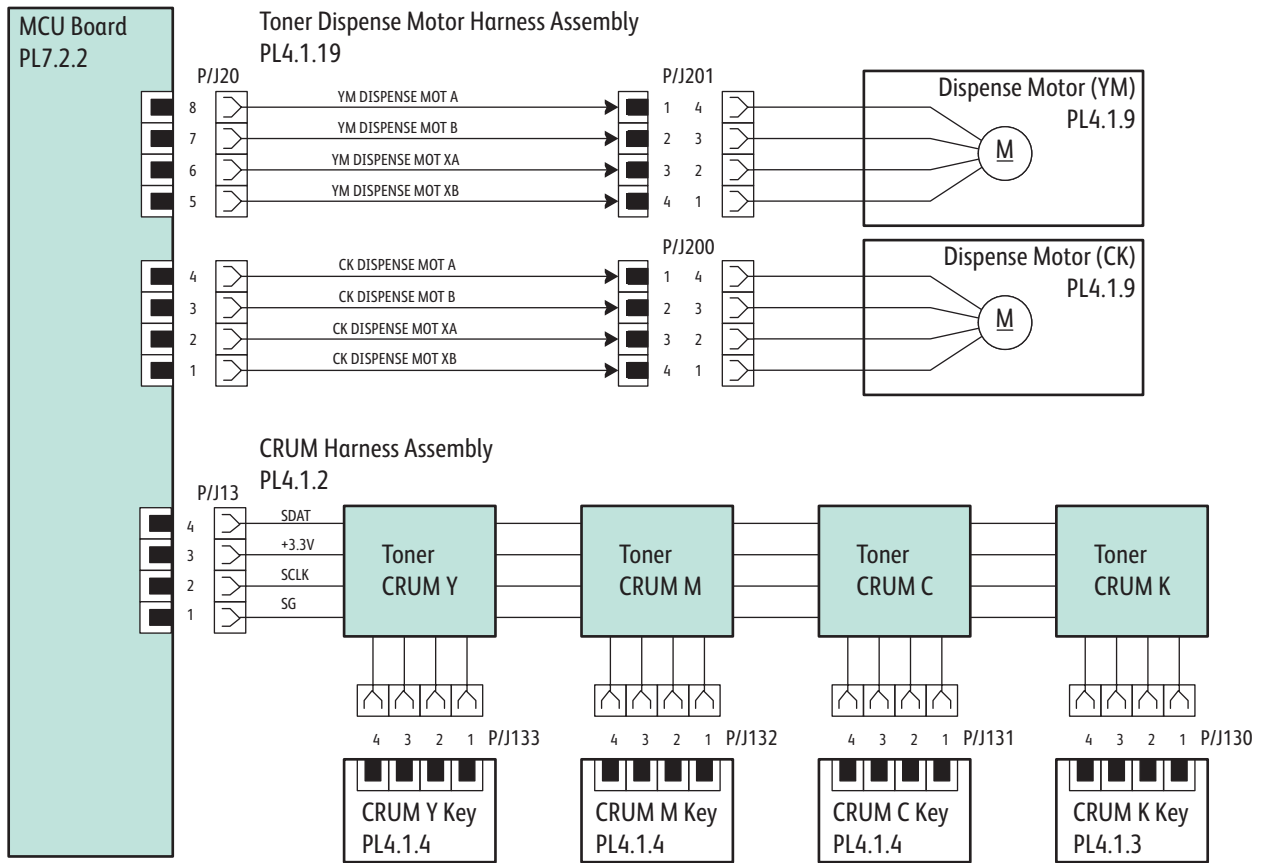 MCU Board
PL7.2.2
Toner Dispense Motor Harness Assembly
PL4.1.19
P/J20
P/J201
8
YM DISPENSE MOT A
1 4
7
YM DISPENSE MOT B
2 3
6
YM DISPENSE MOT XA
3 2
5
YM DISPENSE MOT XB
4 1
Dispense Motor (YM)
PL4.1.9
M
P/J200
4
CK DISPENSE MOT A
1 4
3
CK DISPENSE MOT B
2 3
2
CK DISPENSE MOT XA
3 2
1
CK DISPENSE MOT XB
4 1
Dispense Motor (CK)
PL4.1.9
M
CRUM Harness Assembly
PL4.1.2
P/J13
4
SDAT
3
+3.3V
2
SCLK
1
SG
Toner
CRUM Y
Toner
CRUM M
Toner
CRUM C
Toner
CRUM K
4 3 2 1 P/J133
4 3 2 1 P/J132
4 3 2 1 P/J131
4 3 2 1 P/J130
CRUM Y Key
PL4.1.4
CRUM M Key
PL4.1.4
CRUM C Key
PL4.1.4
CRUM K Key
PL4.1.3